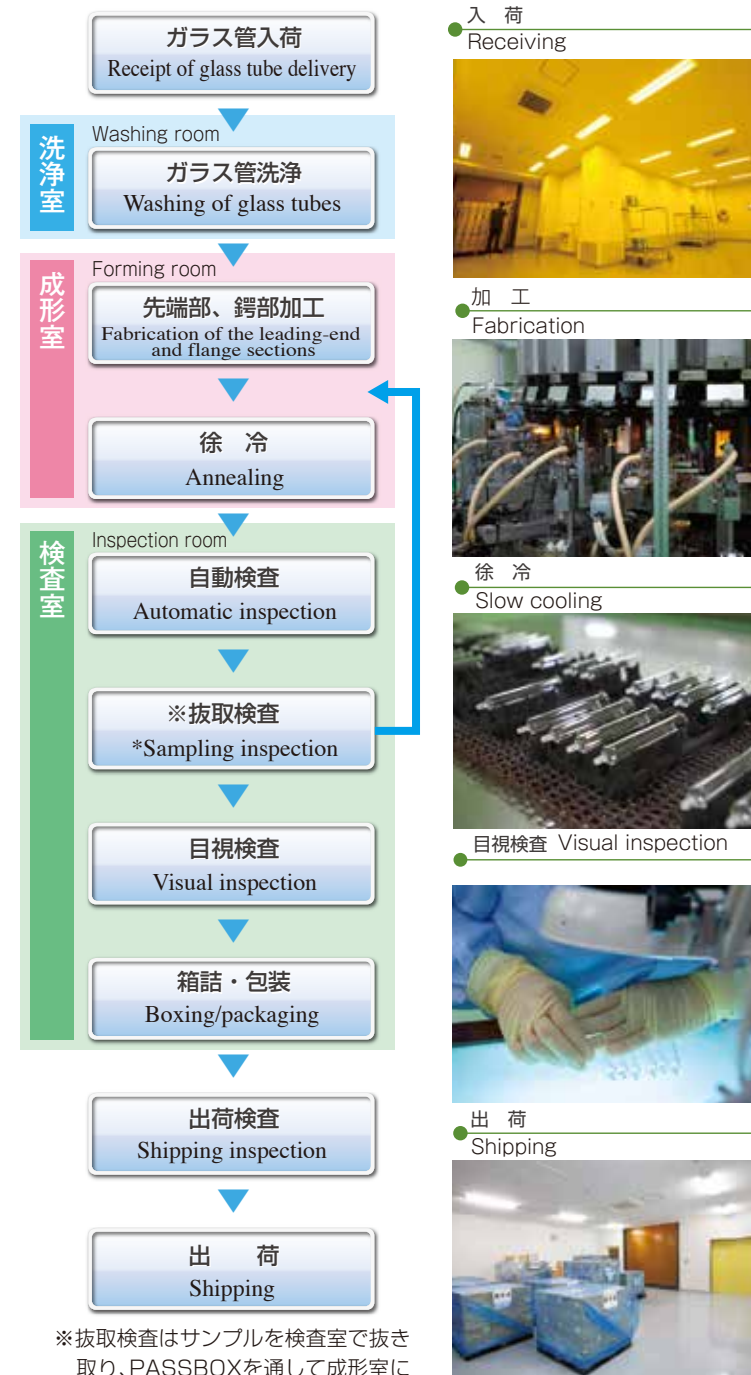 ガラス管入荷
Receipt of glass tube delivery
洗浄室
Washing room
ガラス管洗浄
Washing of glass tubes
成形室
Forming room
先端部、鍔部加工
Fabrication of the leading-end
and flange sections
徐　冷
Annealing
検査室
Inspection room
自動検査
Automatic inspection
※抜取検査
*Sampling inspection
目視検査
Visual inspection
箱詰・包装
Boxing/packaging
出荷検査
Shipping inspection
出　荷
Shipping
※抜取検査はサンプルを検査室で抜き
取り、PASSBOXを通して成形室に
入　荷
Receiving
加　工
Fabrication
徐　冷
Slow cooling
目視検査 Visual inspection
出　荷
Shipping